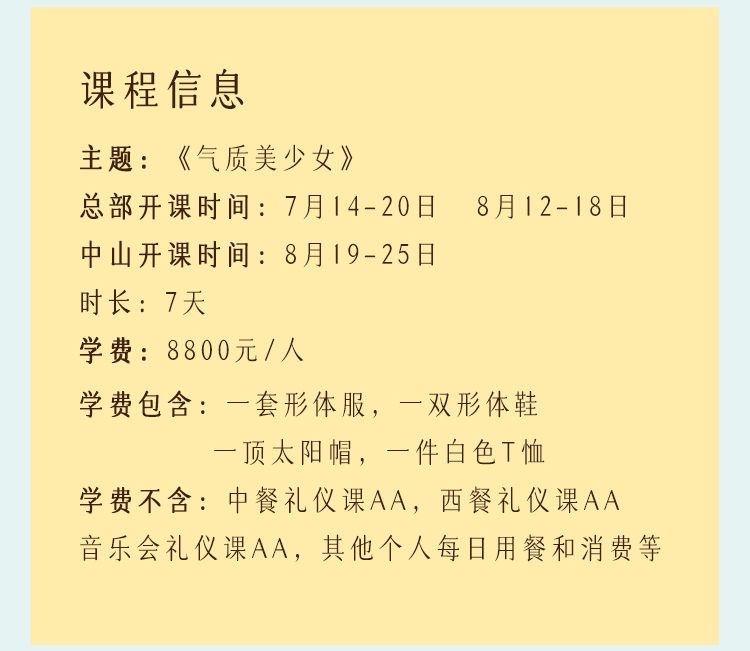 课程信息
主题：《气质美少女》
总部开课时间：7月14-20日 8月12-18日
中山开课时间：8月19-25日
时长：7天
学费：8800元/人
学费包含：一套形体服，一双形体鞋
一顶太阳帽，一件白色T恤
学费不含：中餐礼仪课AA，西餐礼仪课AA
音乐会礼仪课AA，其他个人每日用餐和消费等